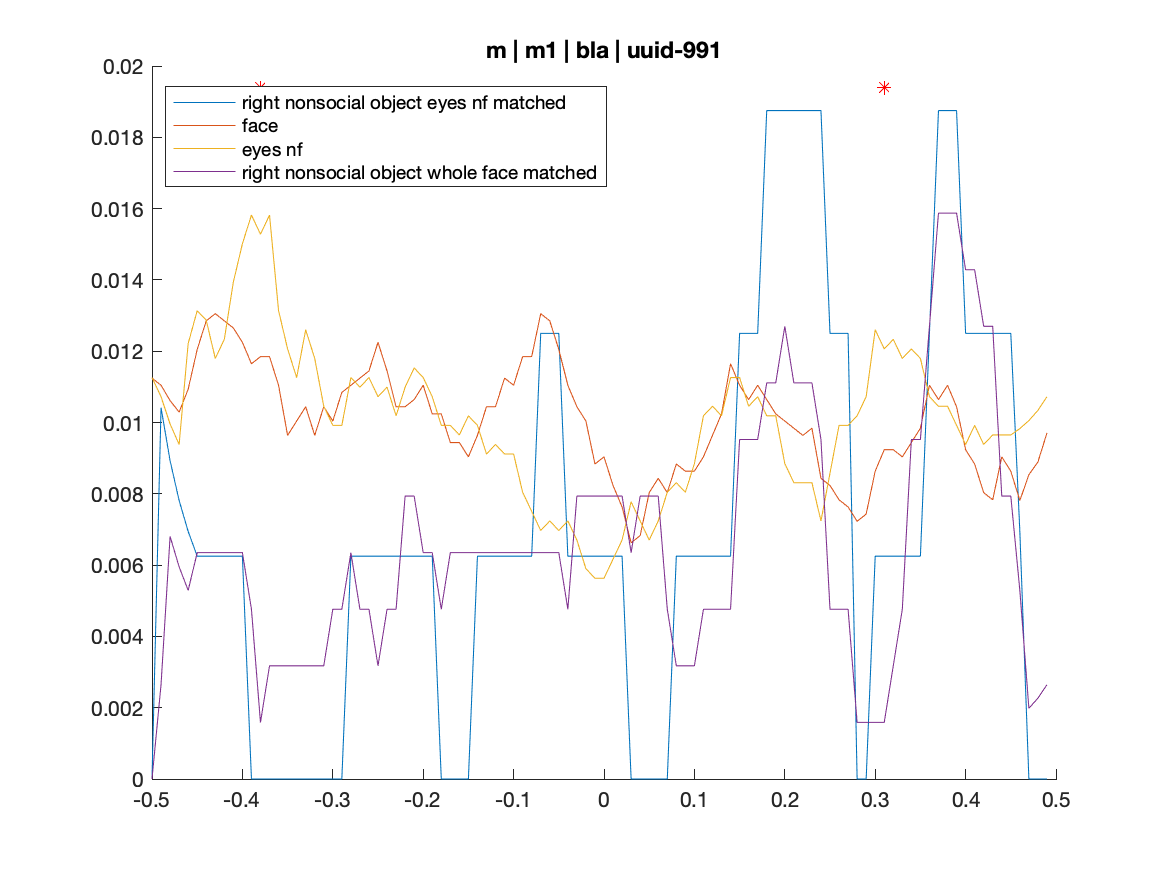 m | m1 | bla | uuid-991
0.02
0.018
0.016
0.014
0.012
0.01
0.008
0.006
0.004
0.002
0
right nonsocial object eyes nf matched
face
eyes nf
right nonsocial object whole face matched
-0.5 -0.4 -0.3 -0.2 -0.1 0 0.1 0.2 0.3 0.4 0.5